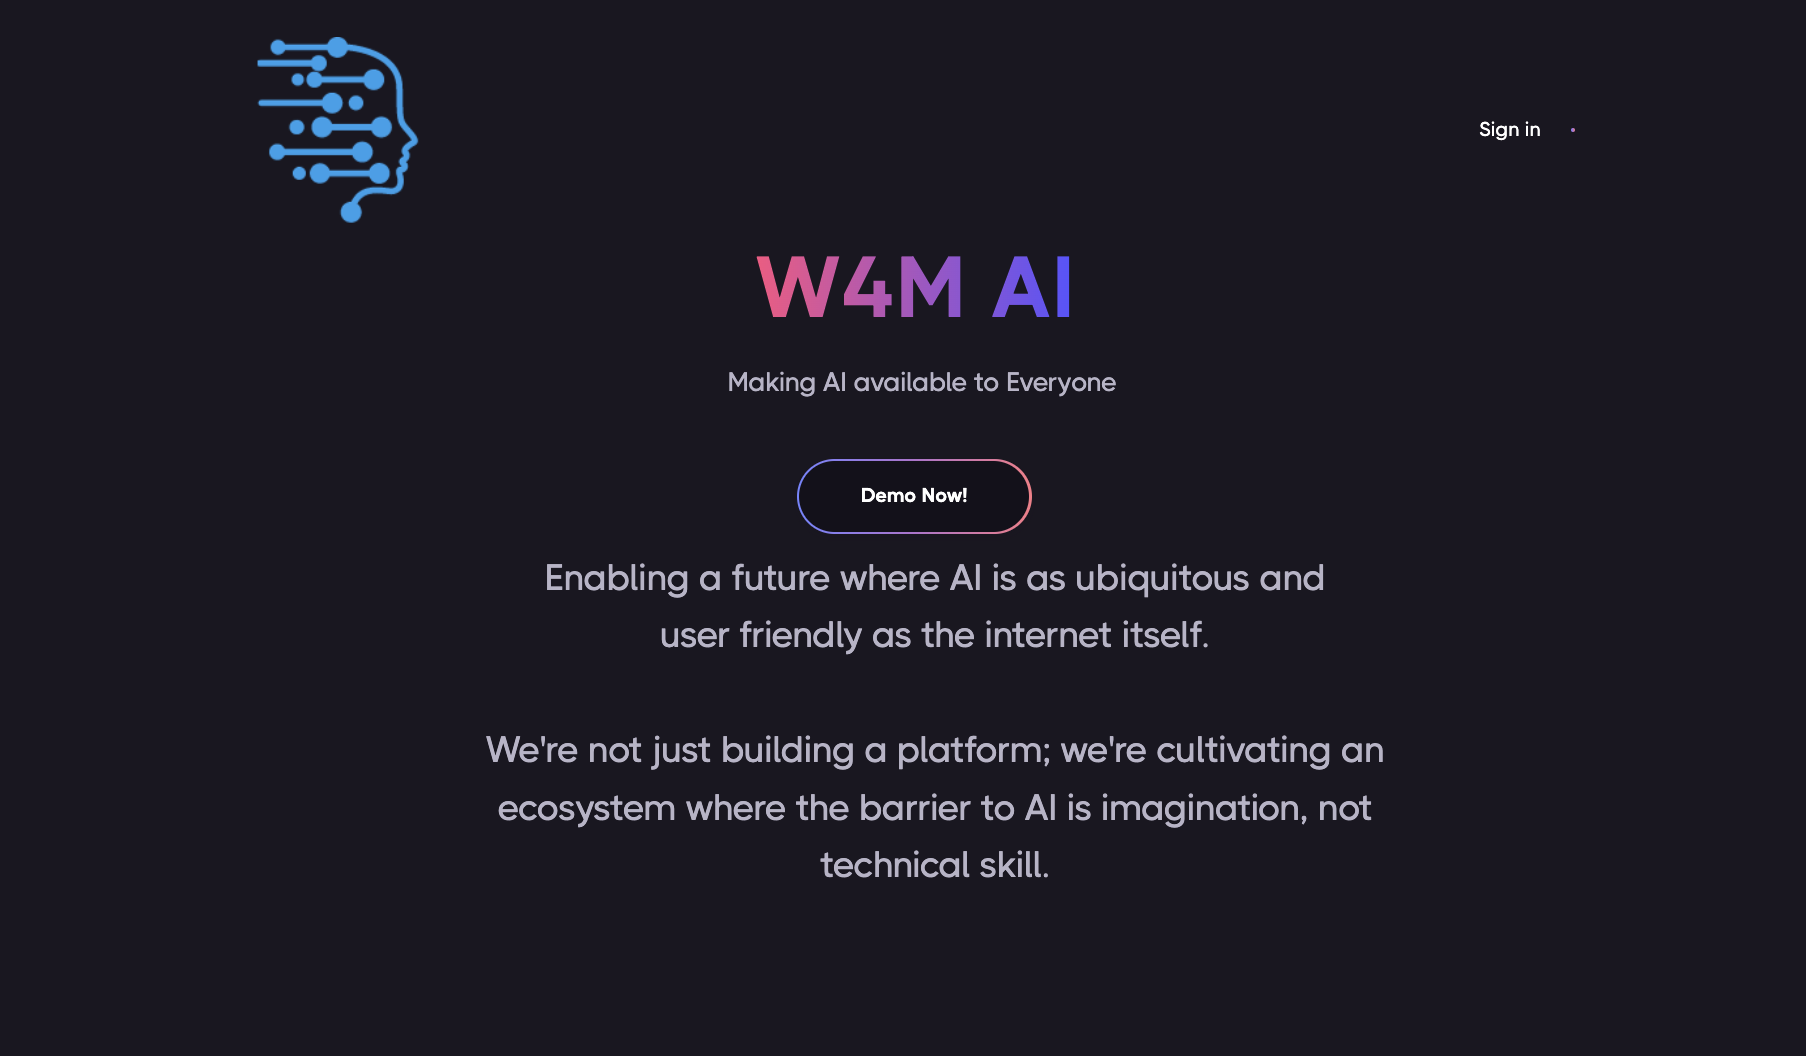 Sign in
W4M AI
Making AI available to Everyone
Demo Now!
Enabling a future where AI is as ubiquitous and
user friendly as the internet itself.
We're not just building a platform; we're cultivating an
ecosystem where the barrier to AI is imagination, not
technical skill.